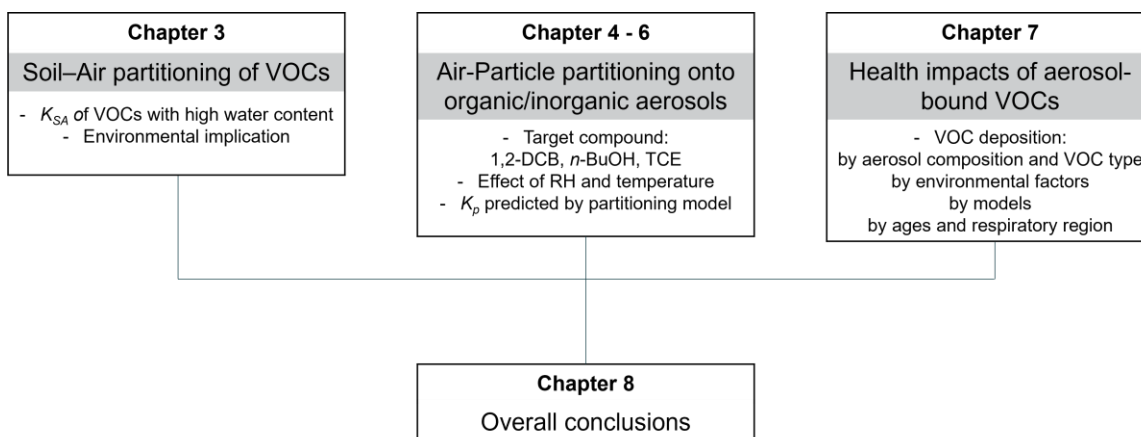 Chapter 3
Soil–Air partitioning of VOCs
- K_SA of VOCs with high water content
- Environmental implication
Chapter 4 - 6
Air-Particle partitioning onto
organic/inorganic aerosols
- Target compound:
1,2-DCB, n-BuOH, TCE
- Effect of RH and temperature
- K_p predicted by partitioning model
Chapter 7
Health impacts of aerosol-
bound VOCs
- VOC deposition:
by aerosol composition and VOC type
by environmental factors
by models
by ages and respiratory region
Chapter 8
Overall conclusions